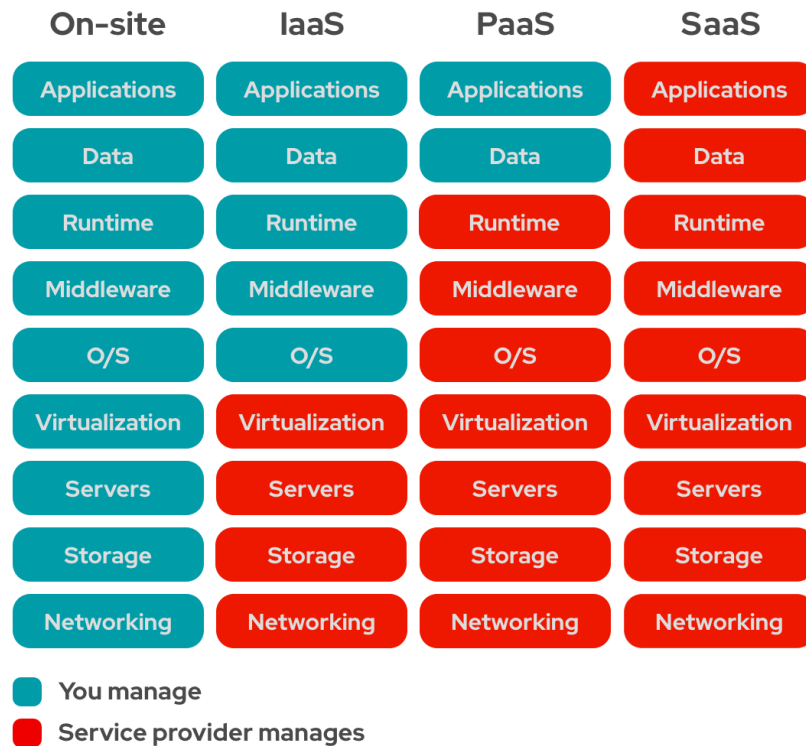 On-site IaaS PaaS SaaS
Applications Applications Applications Applications
Data Data Data Data
Runtime Runtime Runtime Runtime
Middleware Middleware Middleware Middleware
O/S O/S O/S O/S
Virtualization Virtualization Virtualization Virtualization
Servers Servers Servers Servers
Storage Storage Storage Storage
Networking Networking Networking Networking
You manage
Service provider manages